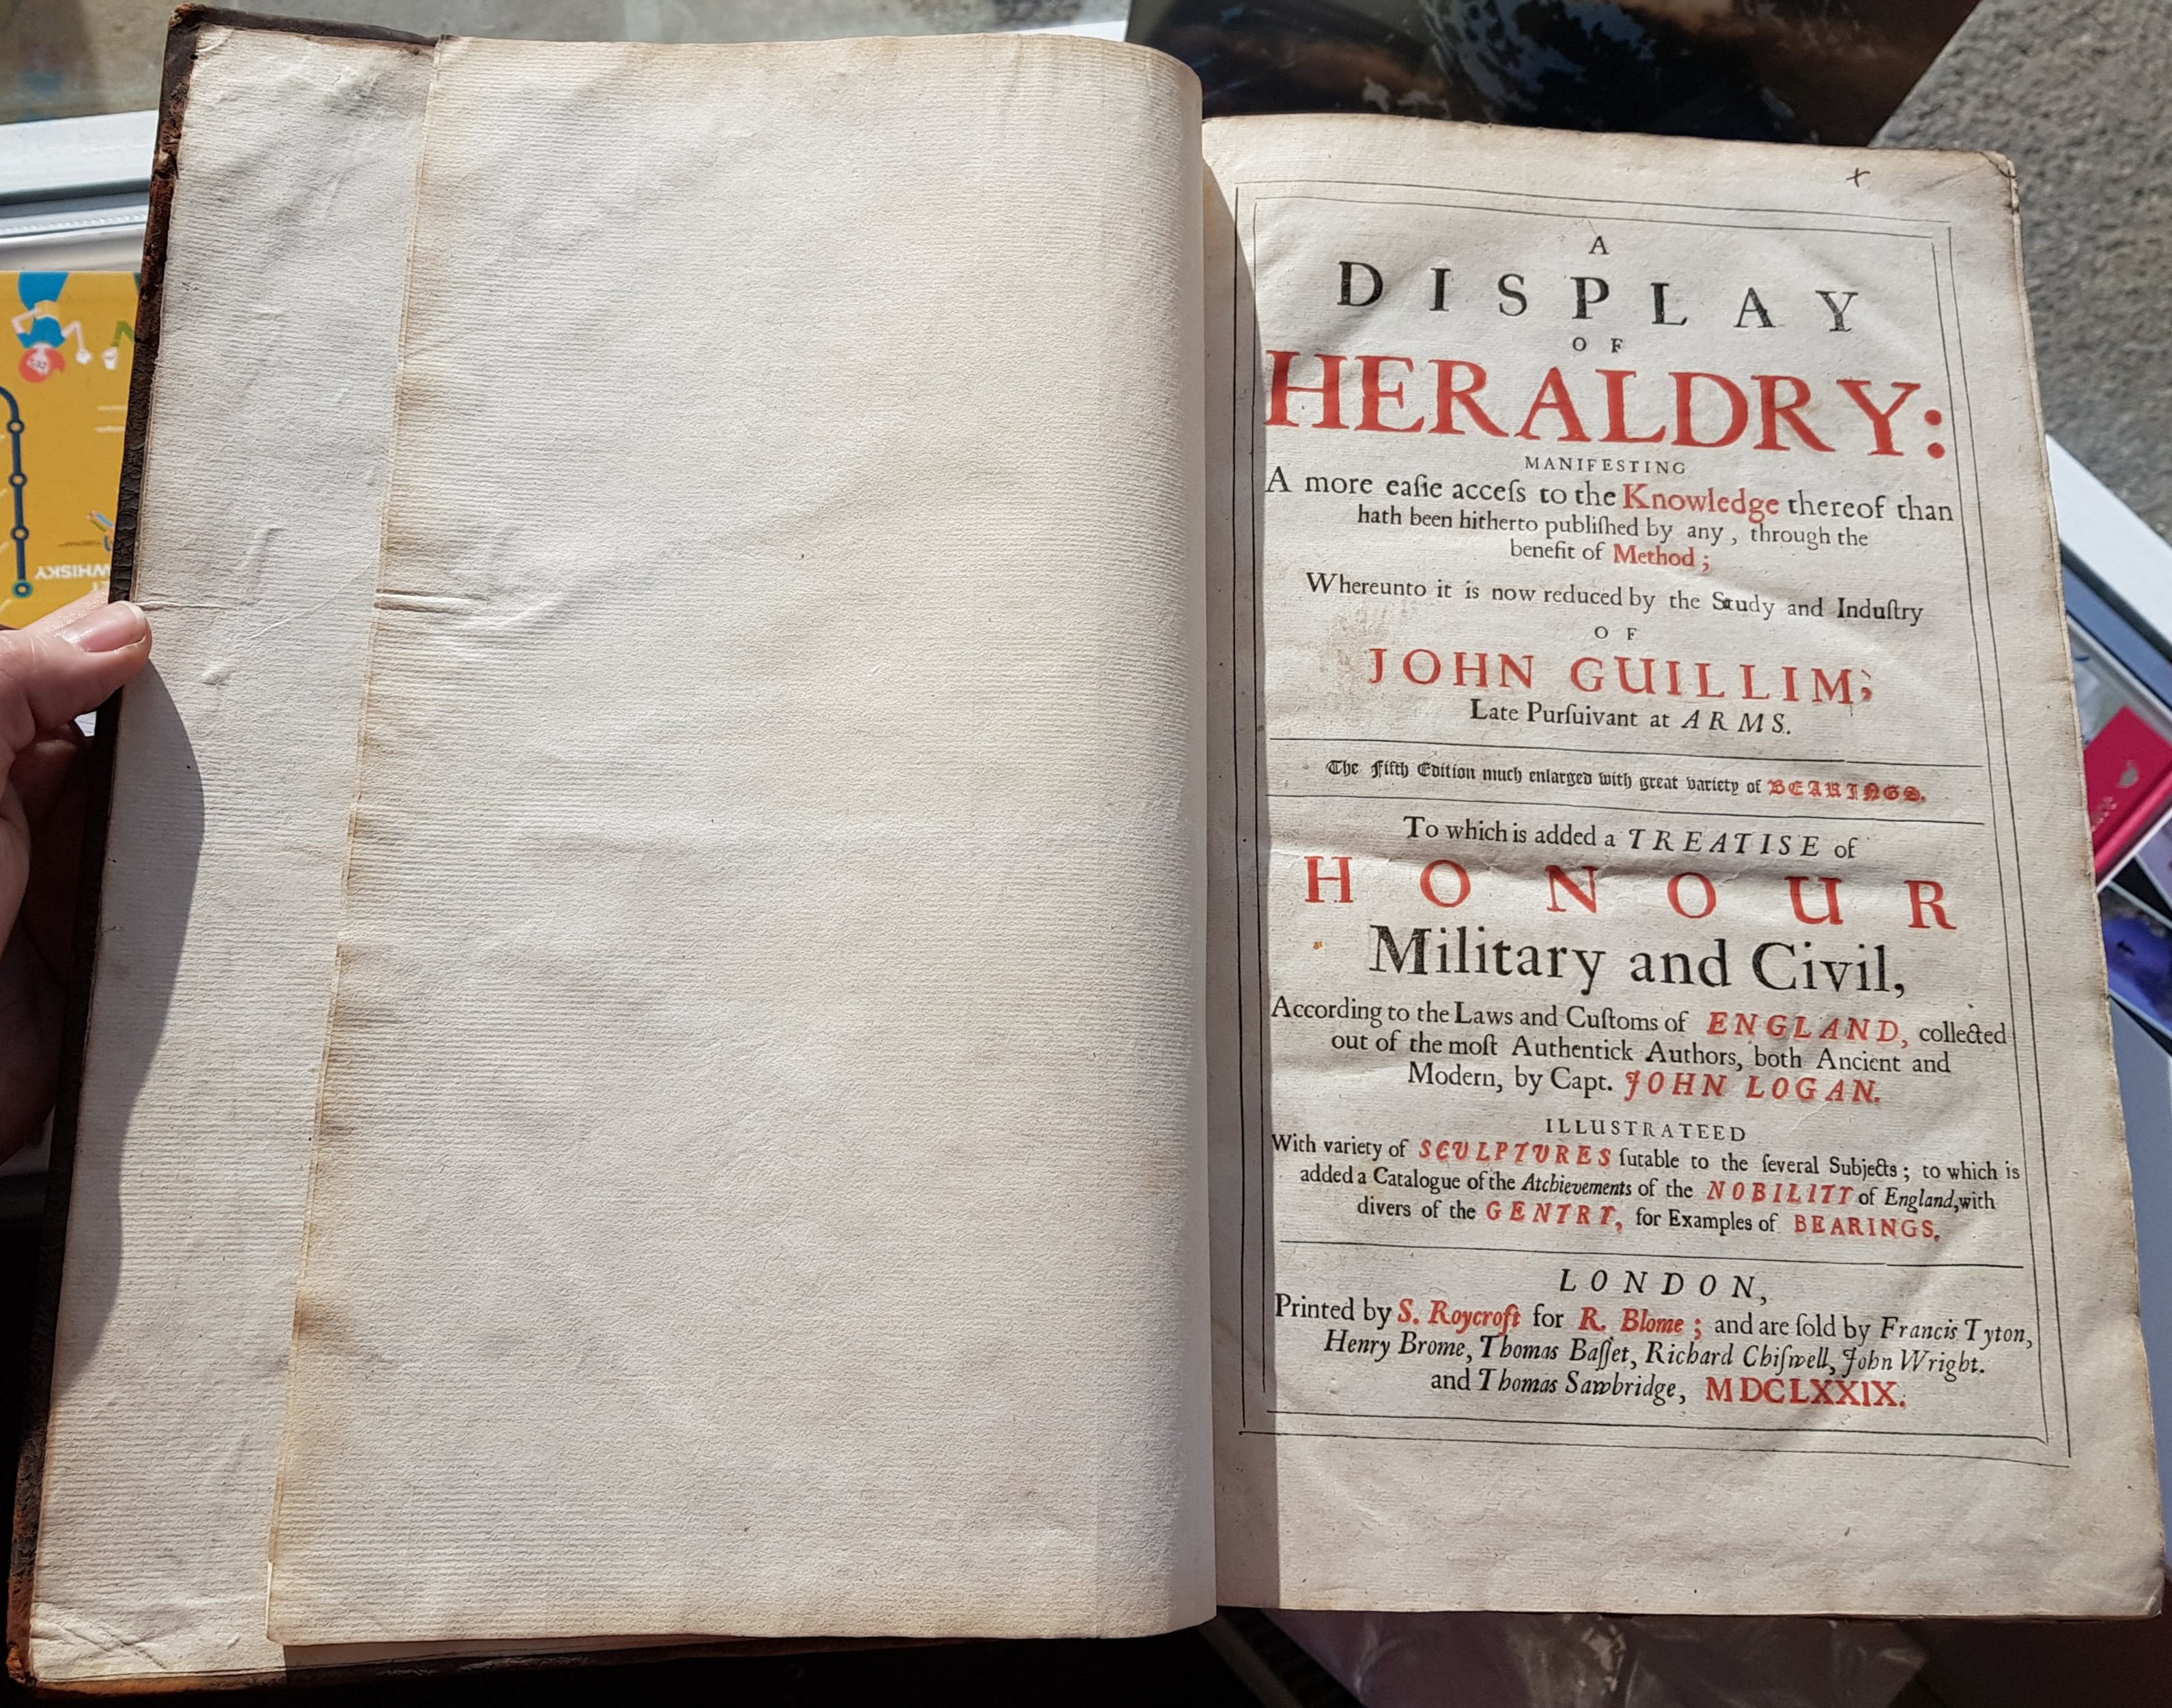 WHISKY
A
DISPLAY
OF
HERALDRY:
MANIFESTING
A more eaſie acceſs to the Knowledge thereof than
hath been hitherto publiſhed by any, through the
benefit of Method;
Whereunto it is now reduced by the Study and Induſtry
OF
JOHN GUILLIM;
Late Purſuivant at ARMS.
The Fifth Edition much enlarged with great variety of BEARINGS.
To which is added a TREATISE of
HONOUR
Military and Civil,
According to the Laws and Cuſtoms of ENGLAND, collected
out of the moſt Authentick Authors, both Ancient and
Modern, by Capt. JOHN LOGAN.
ILLUSTRATEED
With variety of SCULPTURES ſutable to the ſeveral Subjects; to which is
added a Catalogue of the Atchievements of the NOBILITY of England, with
divers of the GENTRY, for Examples of BEARINGS.
LONDON,
Printed by S. Roycroft for R. Blome; and are ſold by Francis Tyton,
Henry Brome, Thomas Baſſet, Richard Chiſwell, John Wright.
and Thomas Sawbridge, MDCLXXIX.